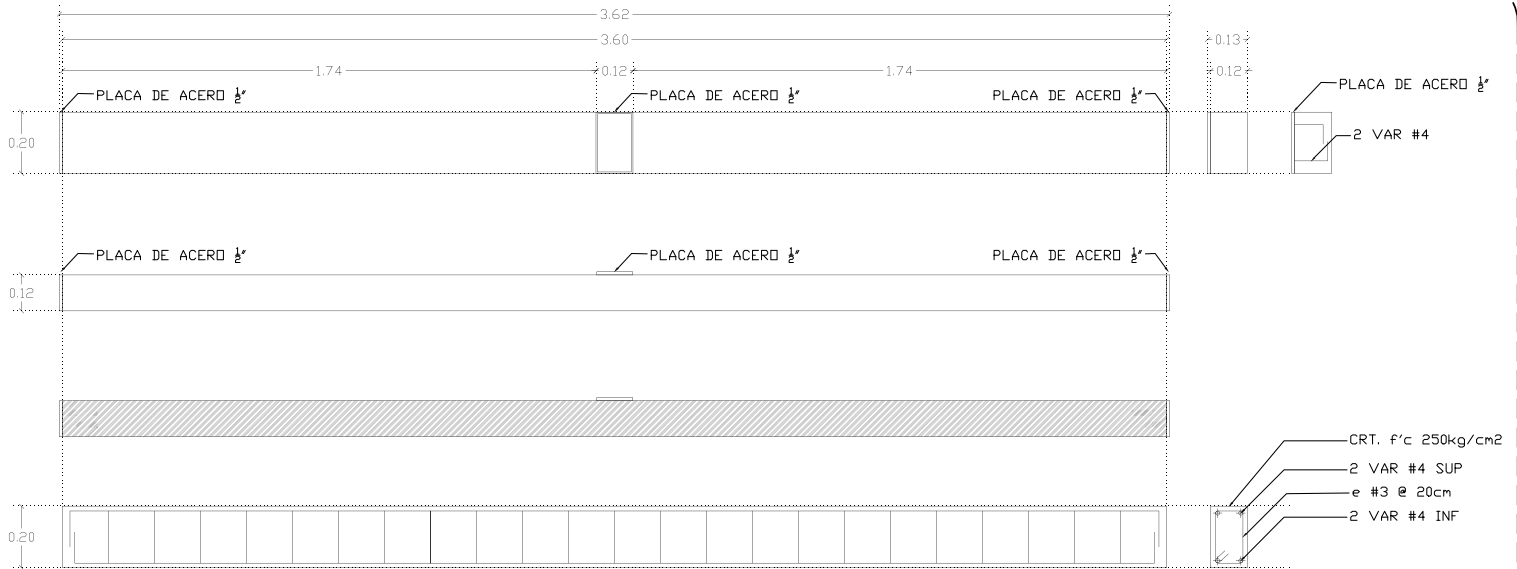 3.62
3.60
0.13
1.74
0.12
1.74
0.12
PLACA DE ACERO ½"
PLACA DE ACERO ½"
PLACA DE ACERO ½"
PLACA DE ACERO ½"
0.20
2 VAR #4
PLACA DE ACERO ½"
PLACA DE ACERO ½"
PLACA DE ACERO ½"
0.12
CRT. f'c 250kg/cm2
2 VAR #4 SUP
e #3 @ 20cm
2 VAR #4 INF
0.20